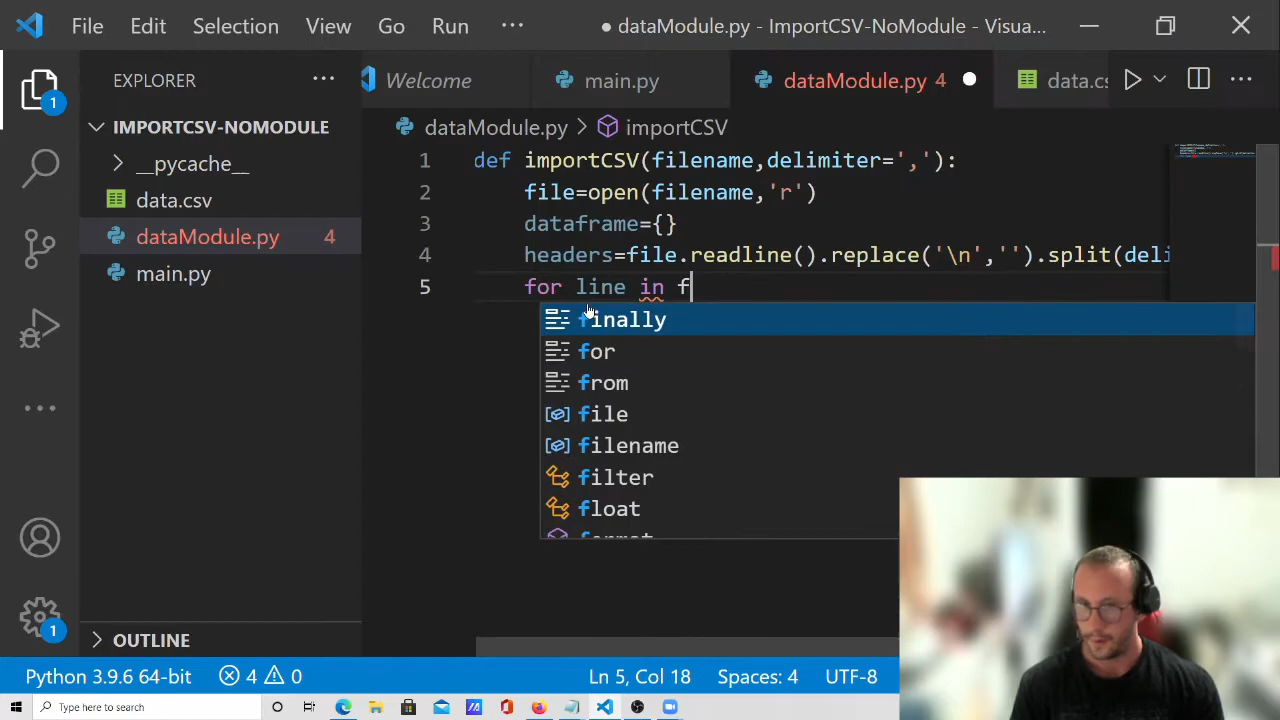 File Edit Selection View Go Run ··· ● dataModule.py - ImportCSV-NoModule - Visua...
EXPLORER ··· Welcome main.py dataModule.py 4 data.cs
IMPORTCSV-NOMODULE
__pycache__
data.csv
dataModule.py 4
main.py
OUTLINE
1
1
dataModule.py > importCSV
1 def importCSV(filename,delimiter=','):
2 file=open(filename,'r')
3 dataframe={}
4 headers=file.readline().replace('\n','').split(deli
5 for line in f
finally
for
from
file
filename
filter
float
format
Python 3.9.6 64-bit 4 0 Ln 5, Col 18 Spaces: 4 UTF-8
Type here to search